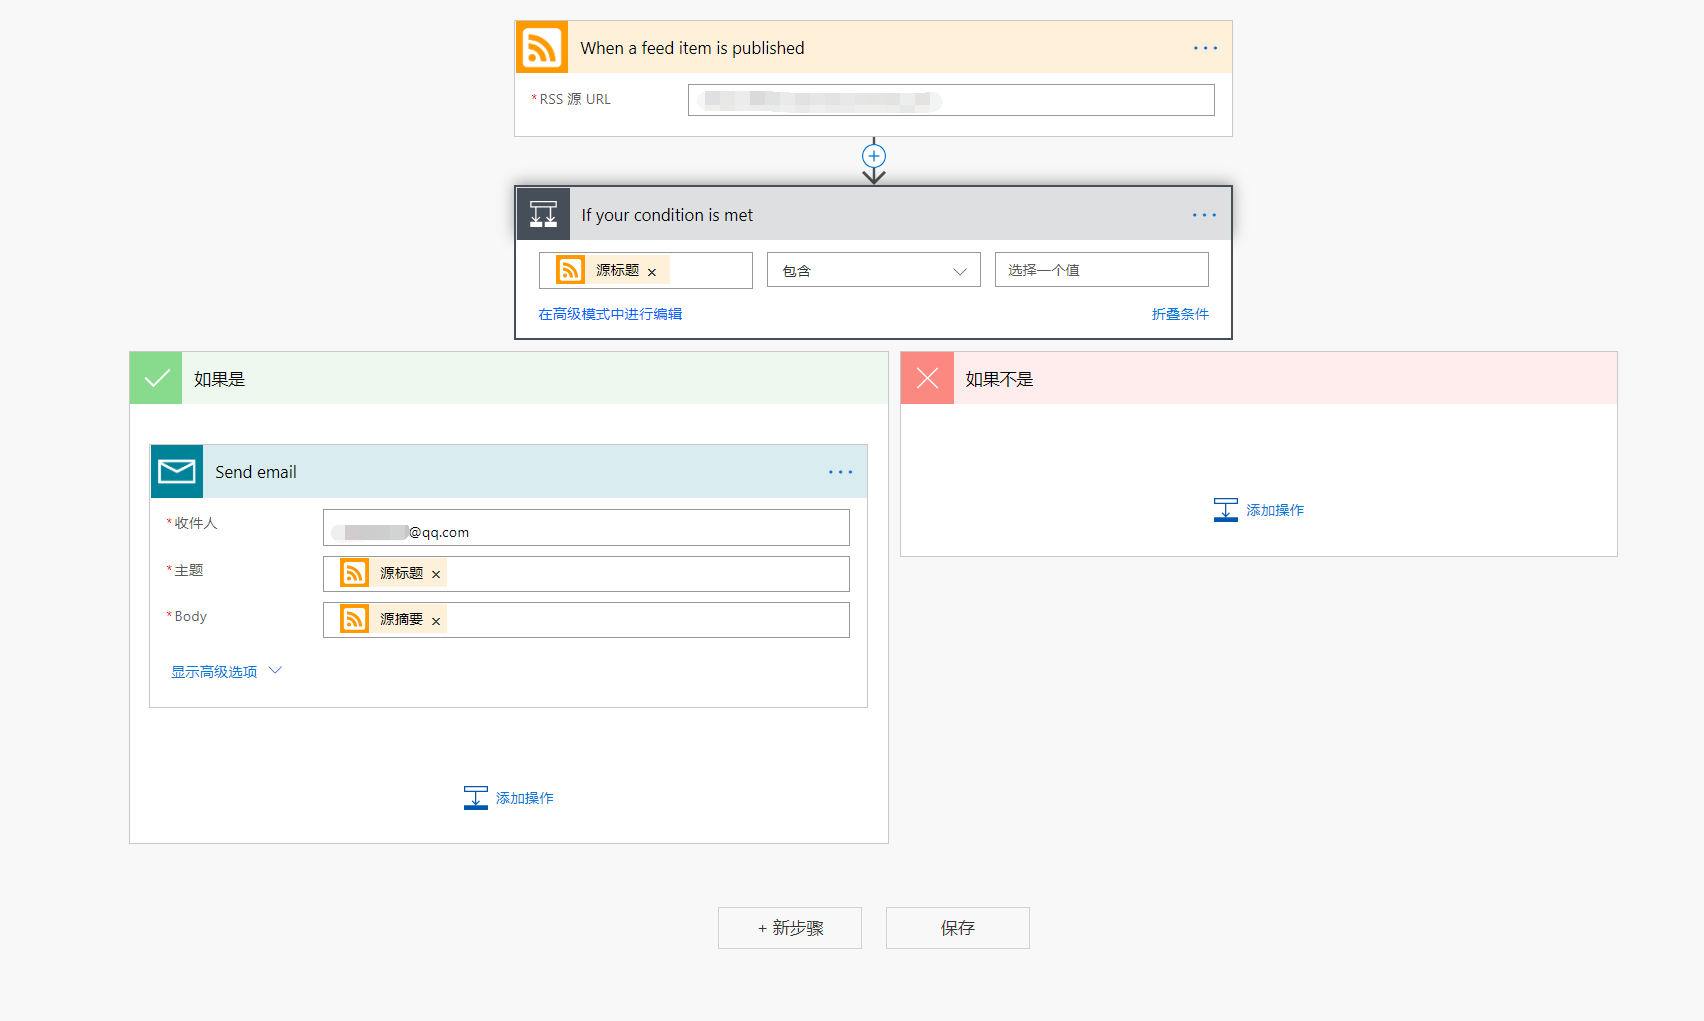 When a feed item is published
*RSS 源 URL
If your condition is met
源标题 × 包含 选择一个值
在高级模式中进行编辑 折叠条件
如果是
如果不是
Send email
*收件人 @qq.com
*主题 源标题 ×
*Body 源摘要 ×
显示高级选项
添加操作
添加操作
+ 新步骤 保存